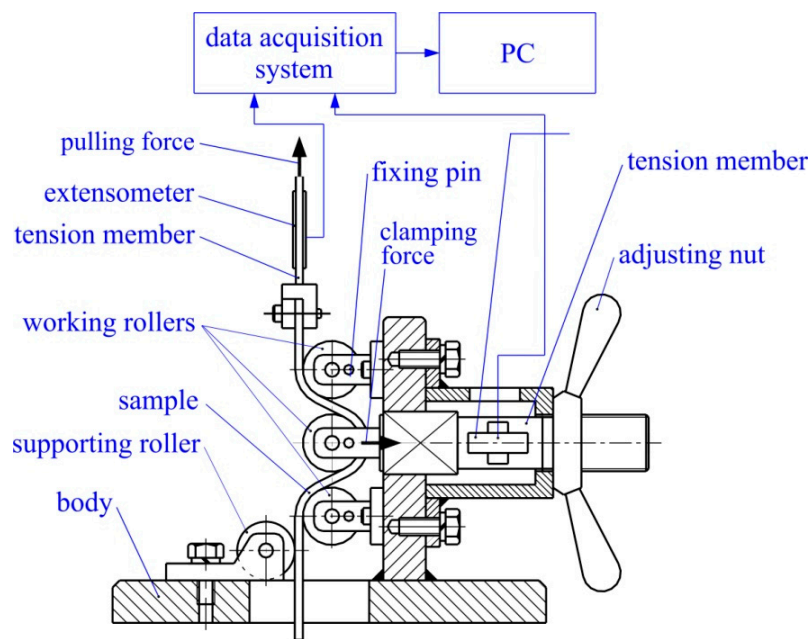 data acquisition
system
PC
pulling force
extensometer
tension member
fixing pin
clamping
force
tension member
adjusting nut
working rollers
sample
supporting roller
body